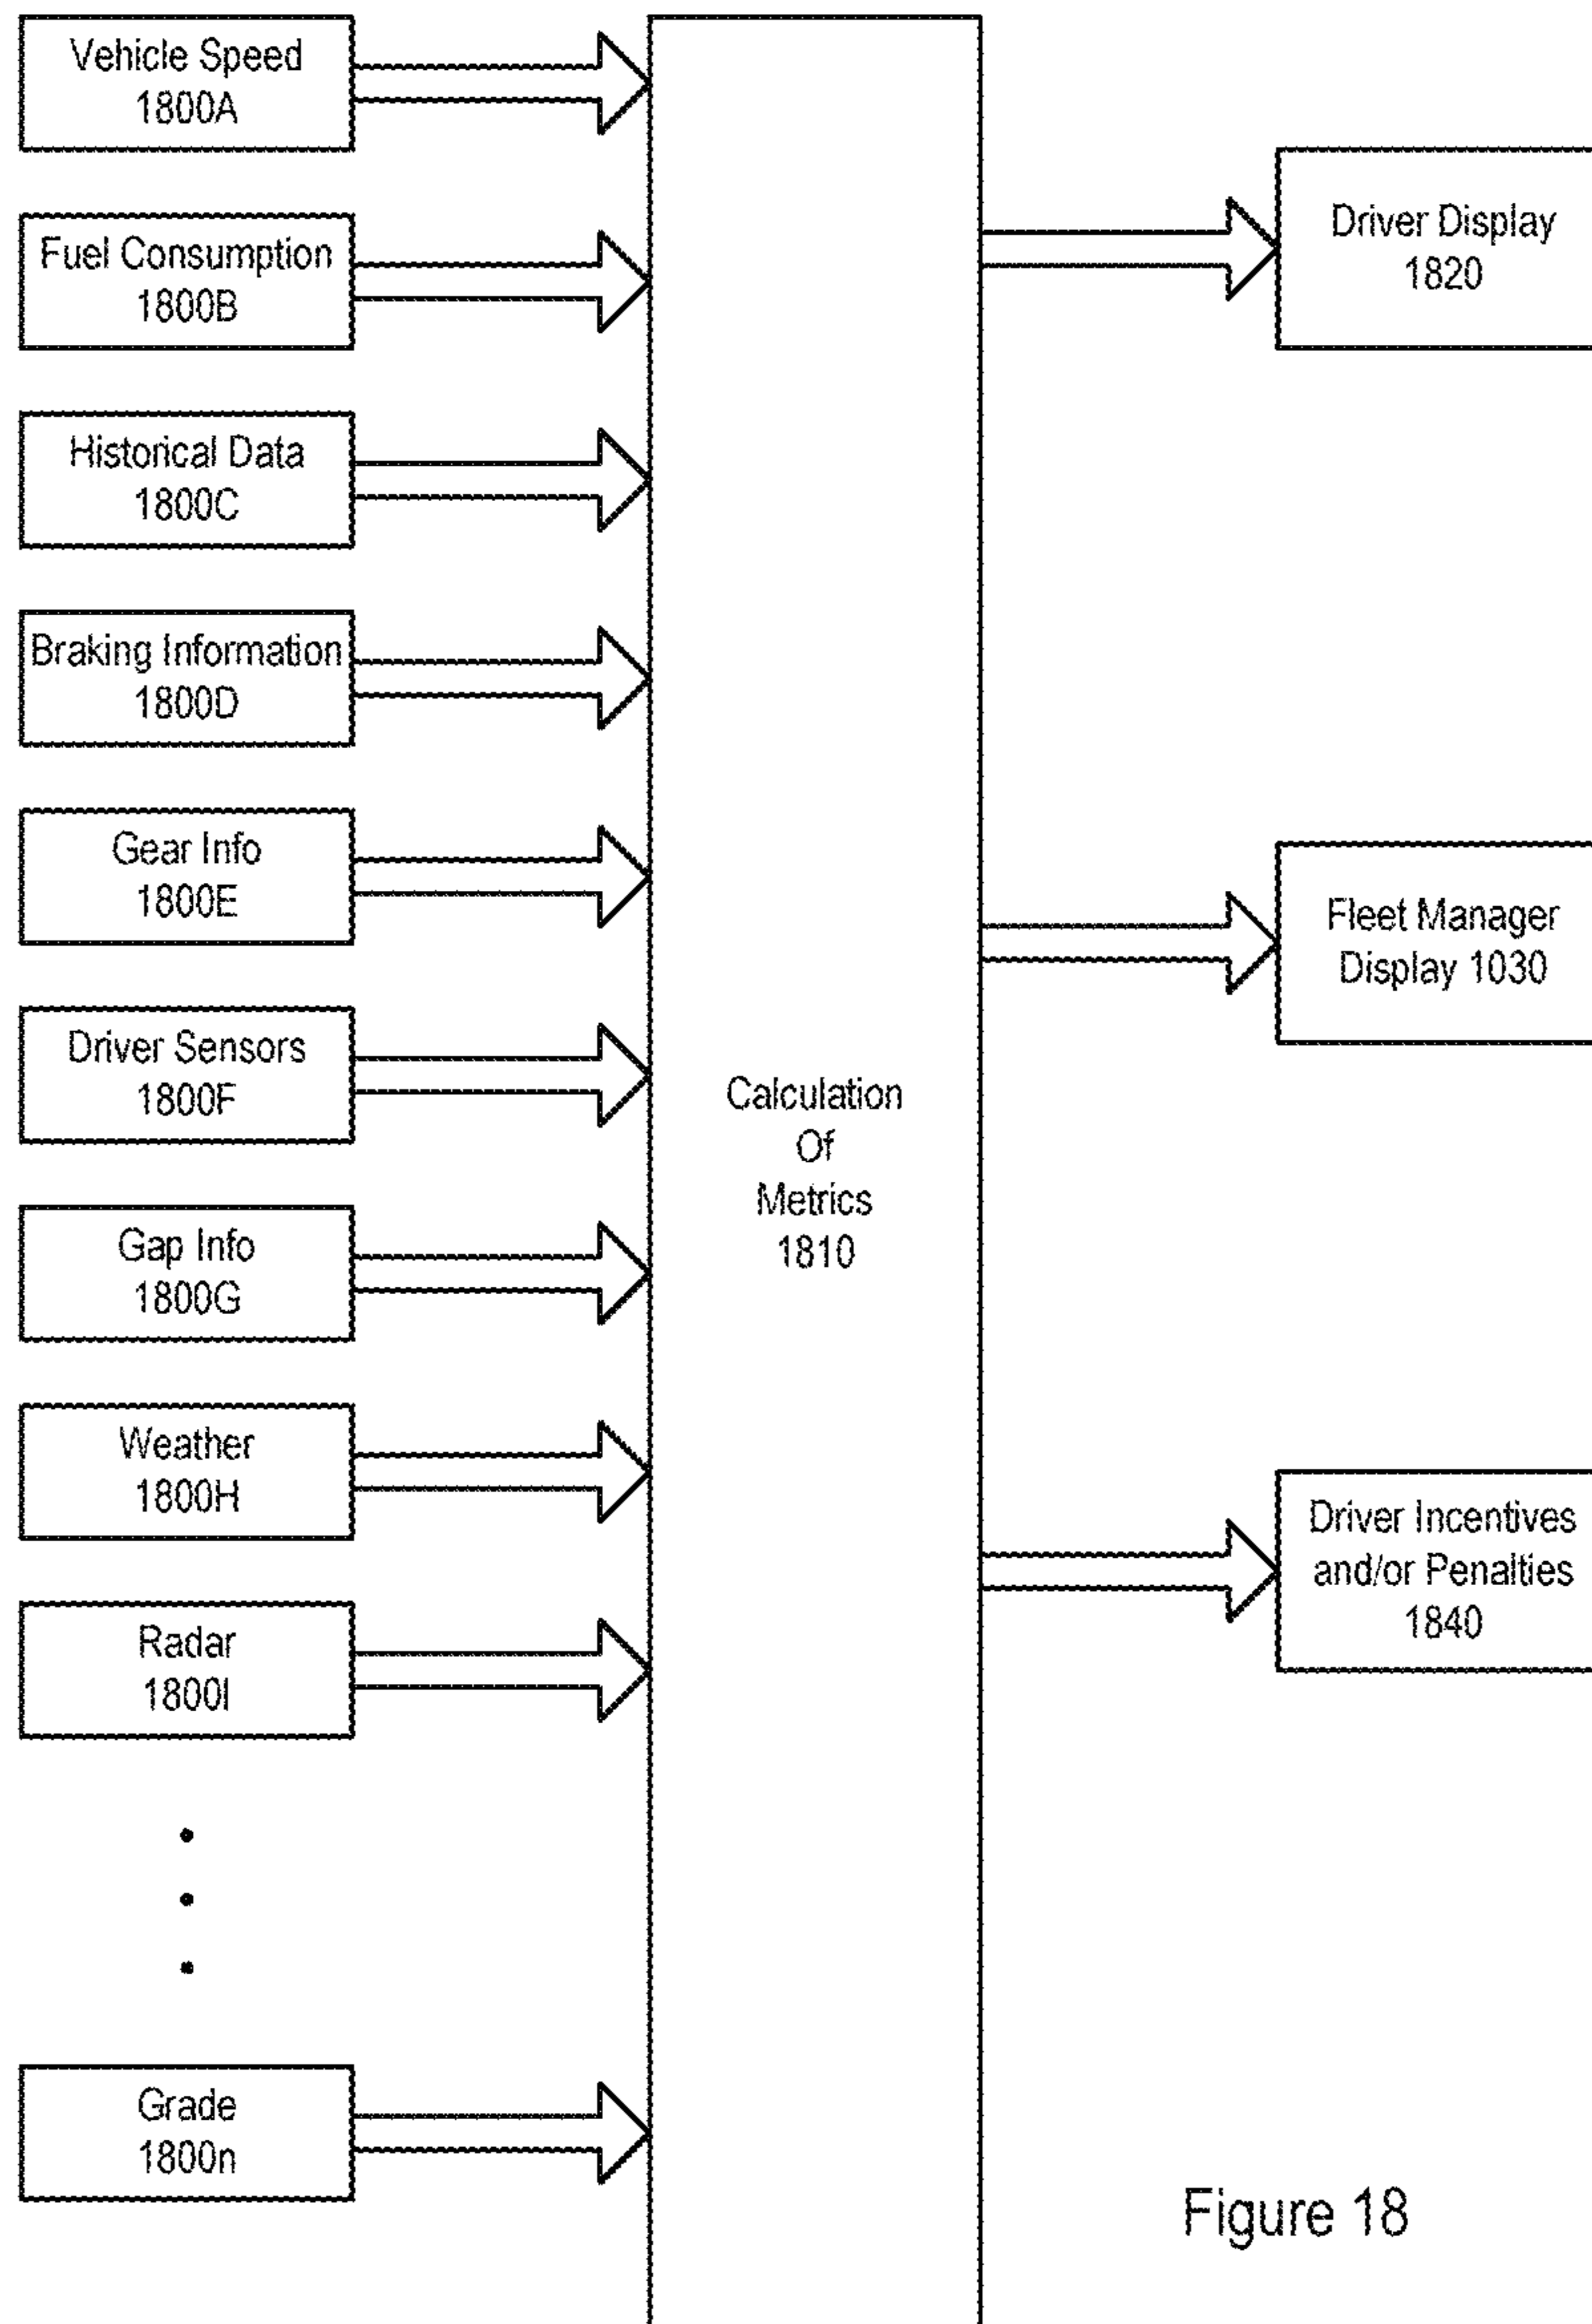 Vehicle Speed
1800A
Fuel Consumption
1800B
Historical Data
1800C
Braking Information
1800D
Gear Info
1800E
Driver Sensors
1800F
Gap Info
1800G
Weather
1800H
Radar
1800I
Grade
1800n
Calculation
Of
Metrics
1810
Driver Display
1820
Fleet Manager
Display 1030
Driver Incentives
and/or Penalties
1840
Figure 18